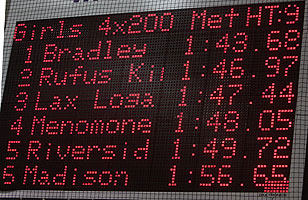 Girls 4x200 Met HT:9
1 Bradley 1:43.68
2 Rufus Ki 1:46.97
3 Lax Losa 1:47.44
4 Menomone 1:48.05
5 Riversid 1:49.72
6 Madison 1:56.65